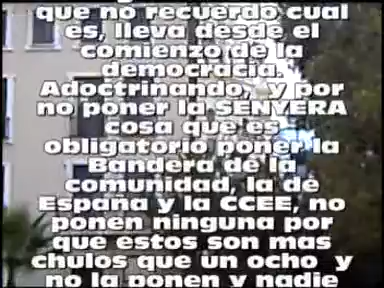 que no recuerdo cual
es, lleva desde el
comienzo de la
democracia.
Adoctrinando, y por
no poner la SENYERA
cosa que es
obligatorio poner la
Bandera de la
comunidad, la de
España y la CCEE, no
ponen ninguna por
que estos son mas
chulos que un ocho y
no la ponen y nadie